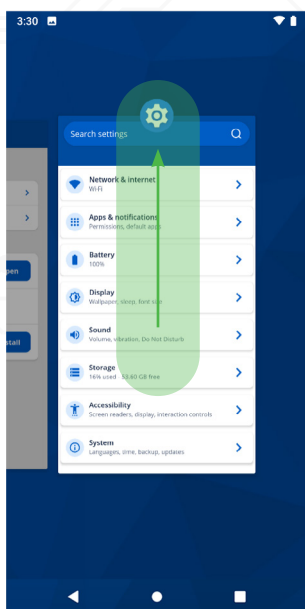 3:30
Search settings
Network & internet
Wi-Fi
Apps & notifications
Permissions, default apps
Battery
100%
Display
Wallpaper, sleep, font size
Sound
Volume, vibration, Do Not Disturb
Storage
16% used - 53.60 GB free
Accessibility
Screen readers, display, interaction controls
System
Languages, time, backup, updates
pen
stall